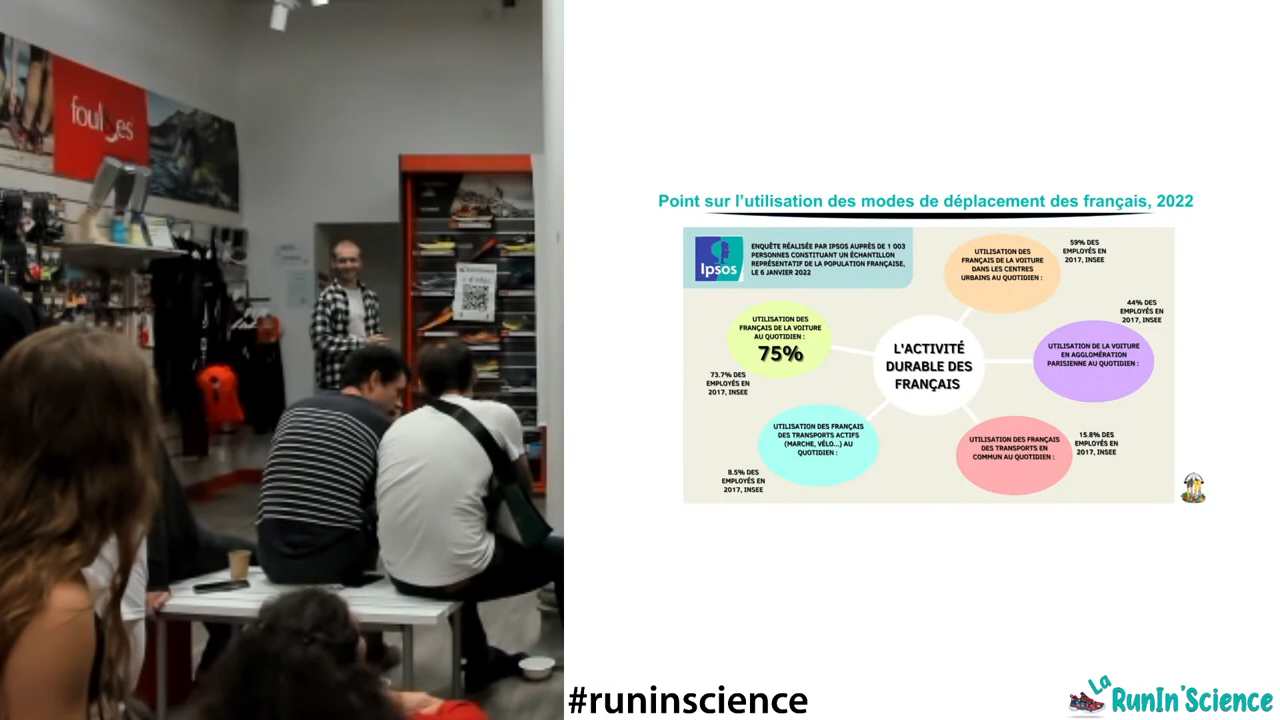 foulées
Point sur l'utilisation des modes de déplacement des français, 2022
Ipsos
ENQUÊTE RÉALISÉE PAR IPSOS AUPRÈS DE 1 003
PERSONNES CONSTITUANT UN ÉCHANTILLON
REPRÉSENTATIF DE LA POPULATION FRANÇAISE,
LE 6 JANVIER 2022
UTILISATION DES
FRANÇAIS DE LA VOITURE
DANS LES CENTRES
URBAINS AU QUOTIDIEN :
59% DES
EMPLOYÉS EN
2017, INSEE
UTILISATION DES
FRANÇAIS DE LA VOITURE
AU QUOTIDIEN :
75%
73.7% DES
EMPLOYÉS EN
2017, INSEE
L'ACTIVITÉ
DURABLE DES
FRANÇAIS
44% DES
EMPLOYÉS EN
2017, INSEE
UTILISATION DE LA VOITURE
EN AGGLOMÉRATION
PARISIENNE AU QUOTIDIEN :
UTILISATION DES FRANÇAIS
DES TRANSPORTS ACTIFS
(MARCHE, VÉLO...) AU
QUOTIDIEN :
8.5% DES
EMPLOYÉS EN
2017, INSEE
UTILISATION DES FRANÇAIS
DES TRANSPORTS EN
COMMUN AU QUOTIDIEN :
15.8% DES
EMPLOYÉS EN
2017, INSEE
#runinscience
La
RunIn'Science